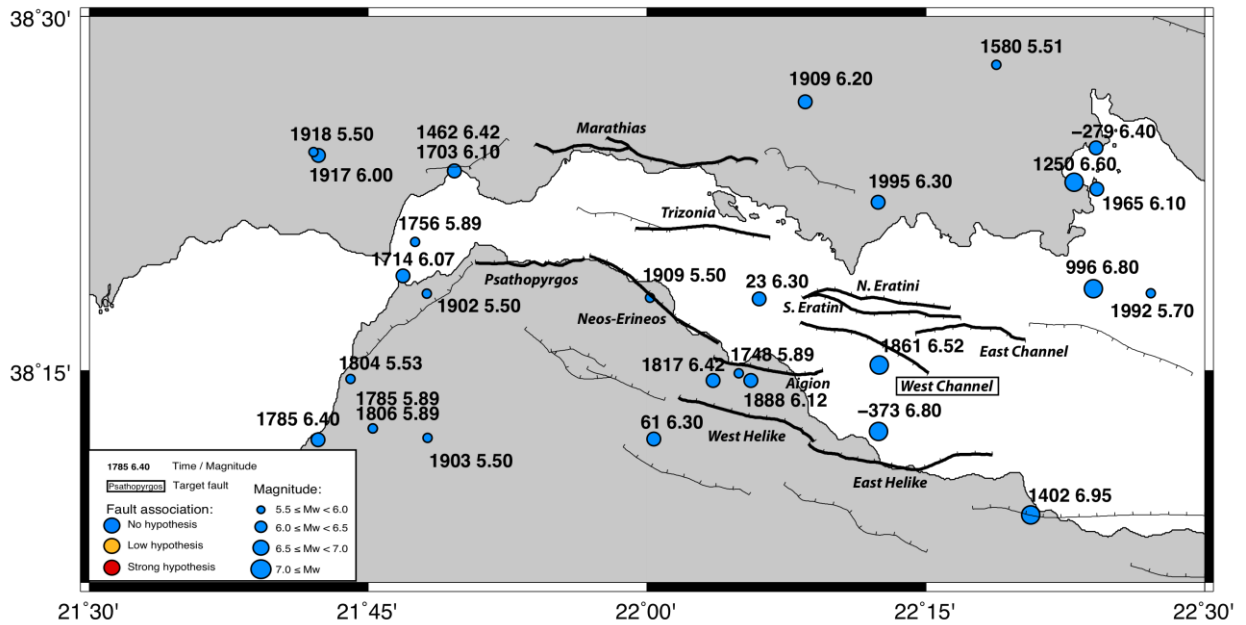 38˚30'
1580 5.51
1909 6.20
Marathias
1918 5.50
1462 6.42
1703 6.10
−279 6.40
1917 6.00
1250 6.60
1995 6.30
1965 6.10
Trizonia
1756 5.89
1714 6.07
1902 5.50
Psathopyrgos
1909 5.50
23 6.30
N. Eratini
S. Eratini
996 6.80
1992 5.70
Neos-Erineos
1861 6.52
East Channel
38˚15'
1804 5.53
1817 6.42
1748 5.89
Aigion
West Channel
1888 6.12
1785 5.89
1806 5.89
1785 6.40
61 6.30
West Helike
−373 6.80
1903 5.50
East Helike
1402 6.95
1785 6.40 Time / Magnitude
Psathopyrgos Target fault
Fault association:
No hypothesis
Low hypothesis
Strong hypothesis
Magnitude:
5.5 ≤ Mw < 6.0
6.0 ≤ Mw < 6.5
6.5 ≤ Mw < 7.0
7.0 ≤ Mw
21˚30' 21˚45' 22˚00' 22˚15' 22˚30'